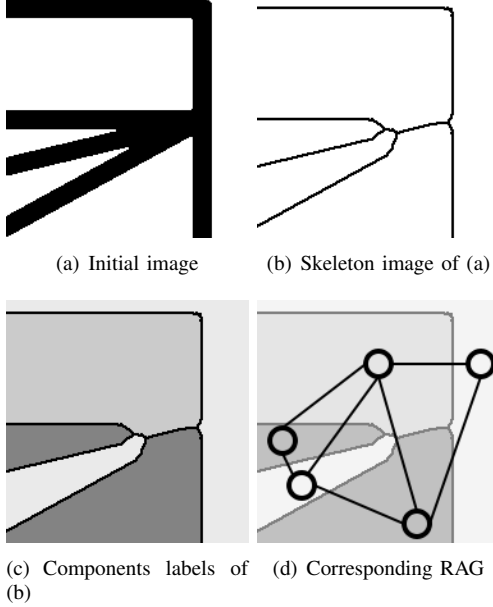 (a) Initial image
(b) Skeleton image of (a)
(c) Components labels of
(b)
(d) Corresponding RAG